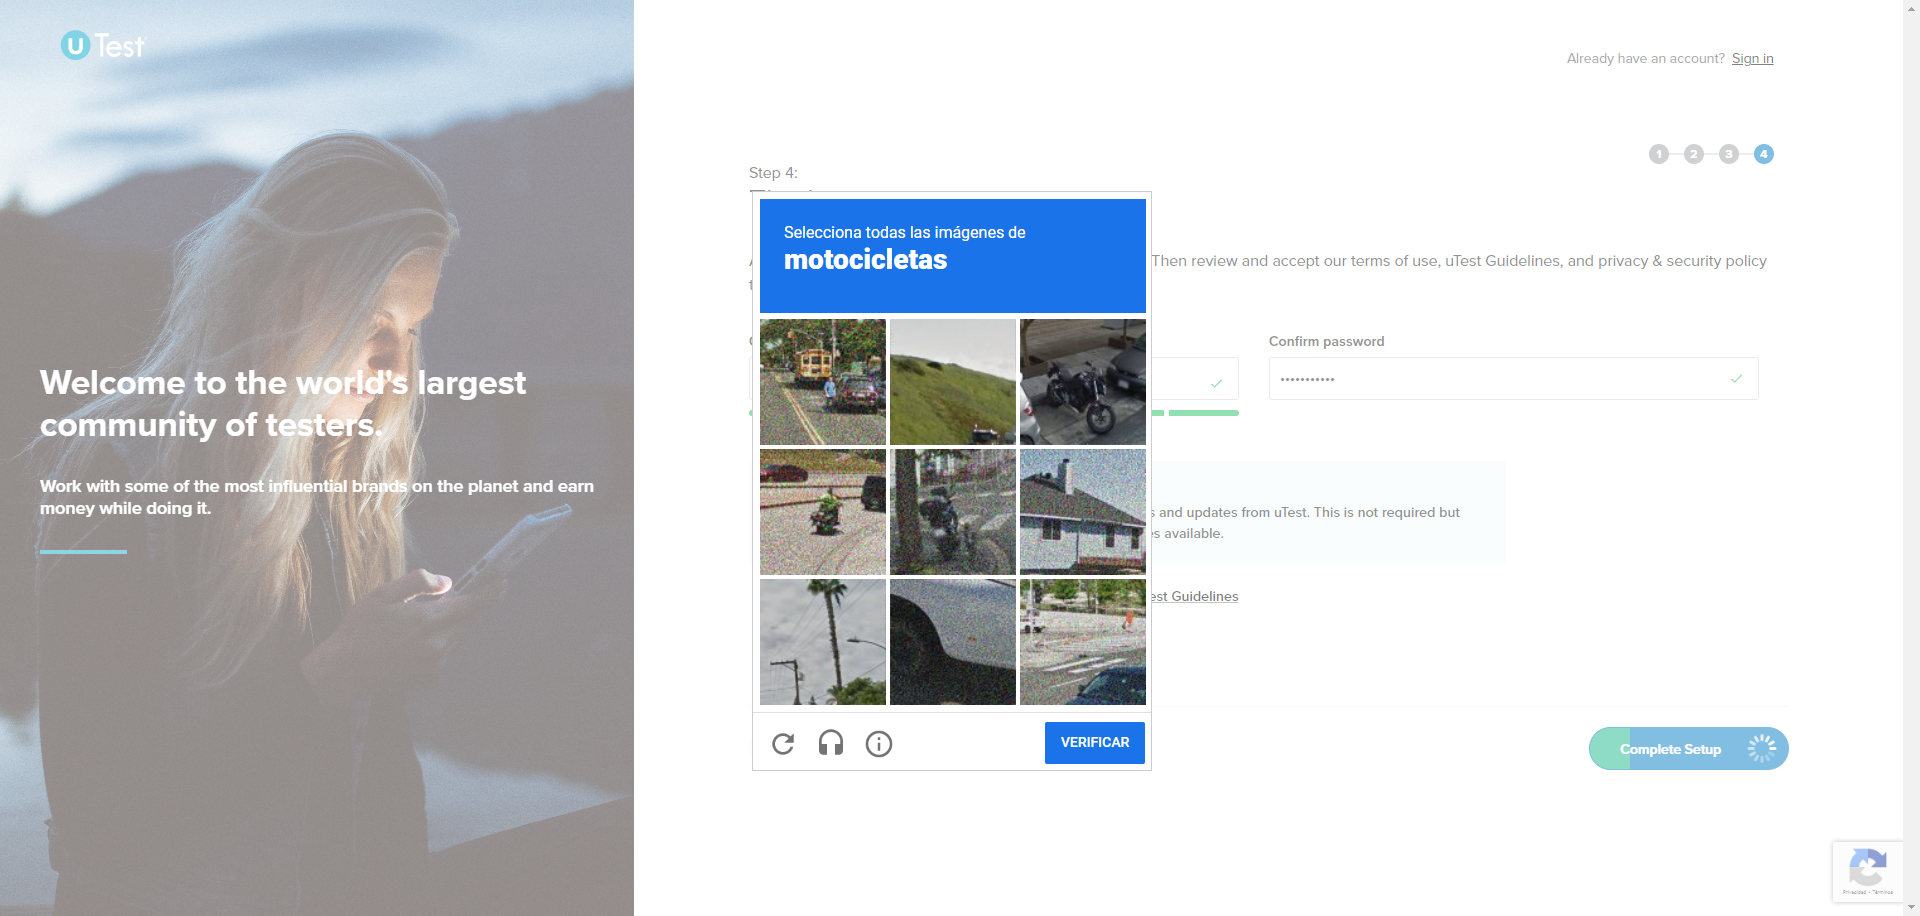 uTest
Already have an account? Sign in
1 2 3 4
Step 4:
Selecciona todas las imágenes de
motocicletas
Then review and accept our terms of use, uTest Guidelines, and privacy & security policy
Confirm password
•••••••••••
Welcome to the world's largest
community of testers.
Work with some of the most influential brands on the planet and earn
money while doing it.
and updates from uTest. This is not required but
available.
Guidelines
VERIFICAR
Complete Setup
Privacidad - Términos